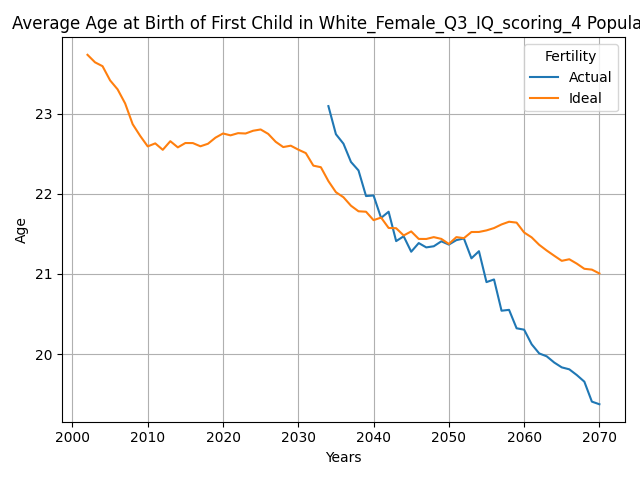 Average Age at Birth of First Child in White_Female_Q3_IQ_scoring_4 Popula
Fertility
Actual
Ideal
23
22
21
20
Age
2000 2010 2020 2030 2040 2050 2060 2070
Years